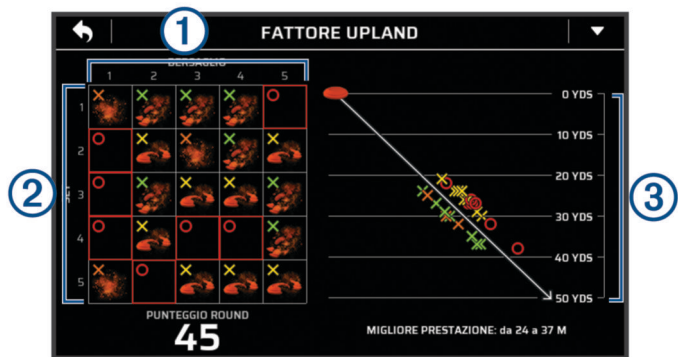 1
FATTORE UPLAND
BERSAGLIO
1 2 3 4 5
1
2
3
4
5
2
SET
0 YDS
10 YDS
20 YDS
30 YDS
40 YDS
50 YDS
3
PUNTEGGIO ROUND
45
MIGLIORE PRESTAZIONE: da 24 a 37 M